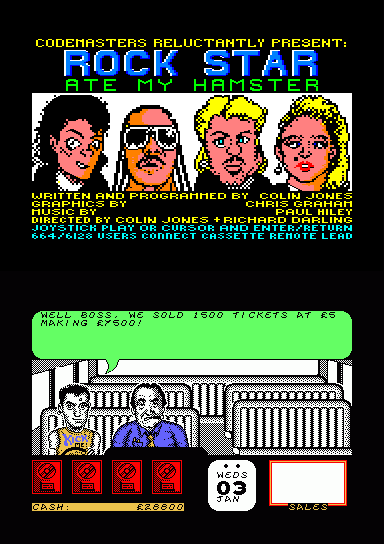 CODEMASTERS RELUCTANTLY PRESENT:
ROCK STAR
ATE MY HAMSTER
WRITTEN AND PROGRAMMED BY COLIN JONES
GRAPHICS BY CHRIS GRAHAM
MUSIC BY PAUL HILEY
DIRECTED BY COLIN JONES + RICHARD DARLING
JOYSTICK PLAY OR CURSOR AND ENTER/RETURN
664/6128 USERS CONNECT CASSETTE REMOTE LEAD
WELL BOSS, WE SOLD 1500 TICKETS AT £5
MAKING £7500!
WEDS
03
JAN
CASH: £28800
SALES